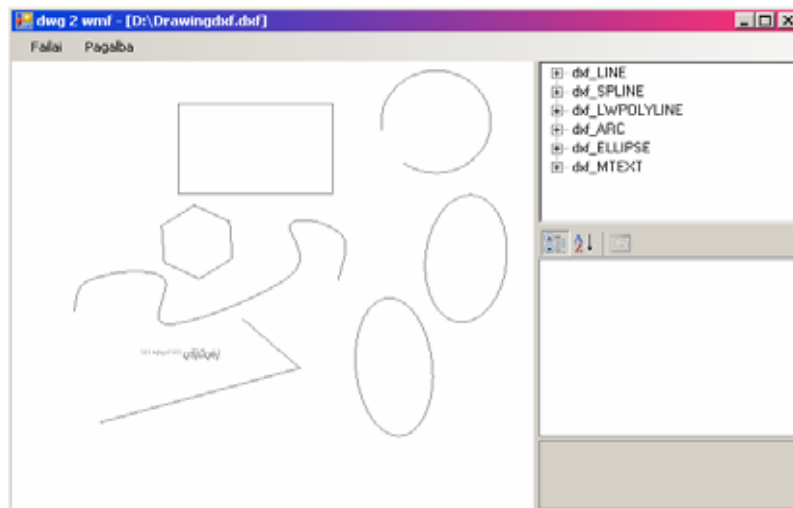 dwg 2 wmf - [D:\Drawingdxf.dxf]
Failai Pagalba
dxf_LINE
dxf_SPLINE
dxf_LWPOLYLINE
dxf_ARC
dxf_ELLIPSE
dxf_MTEXT